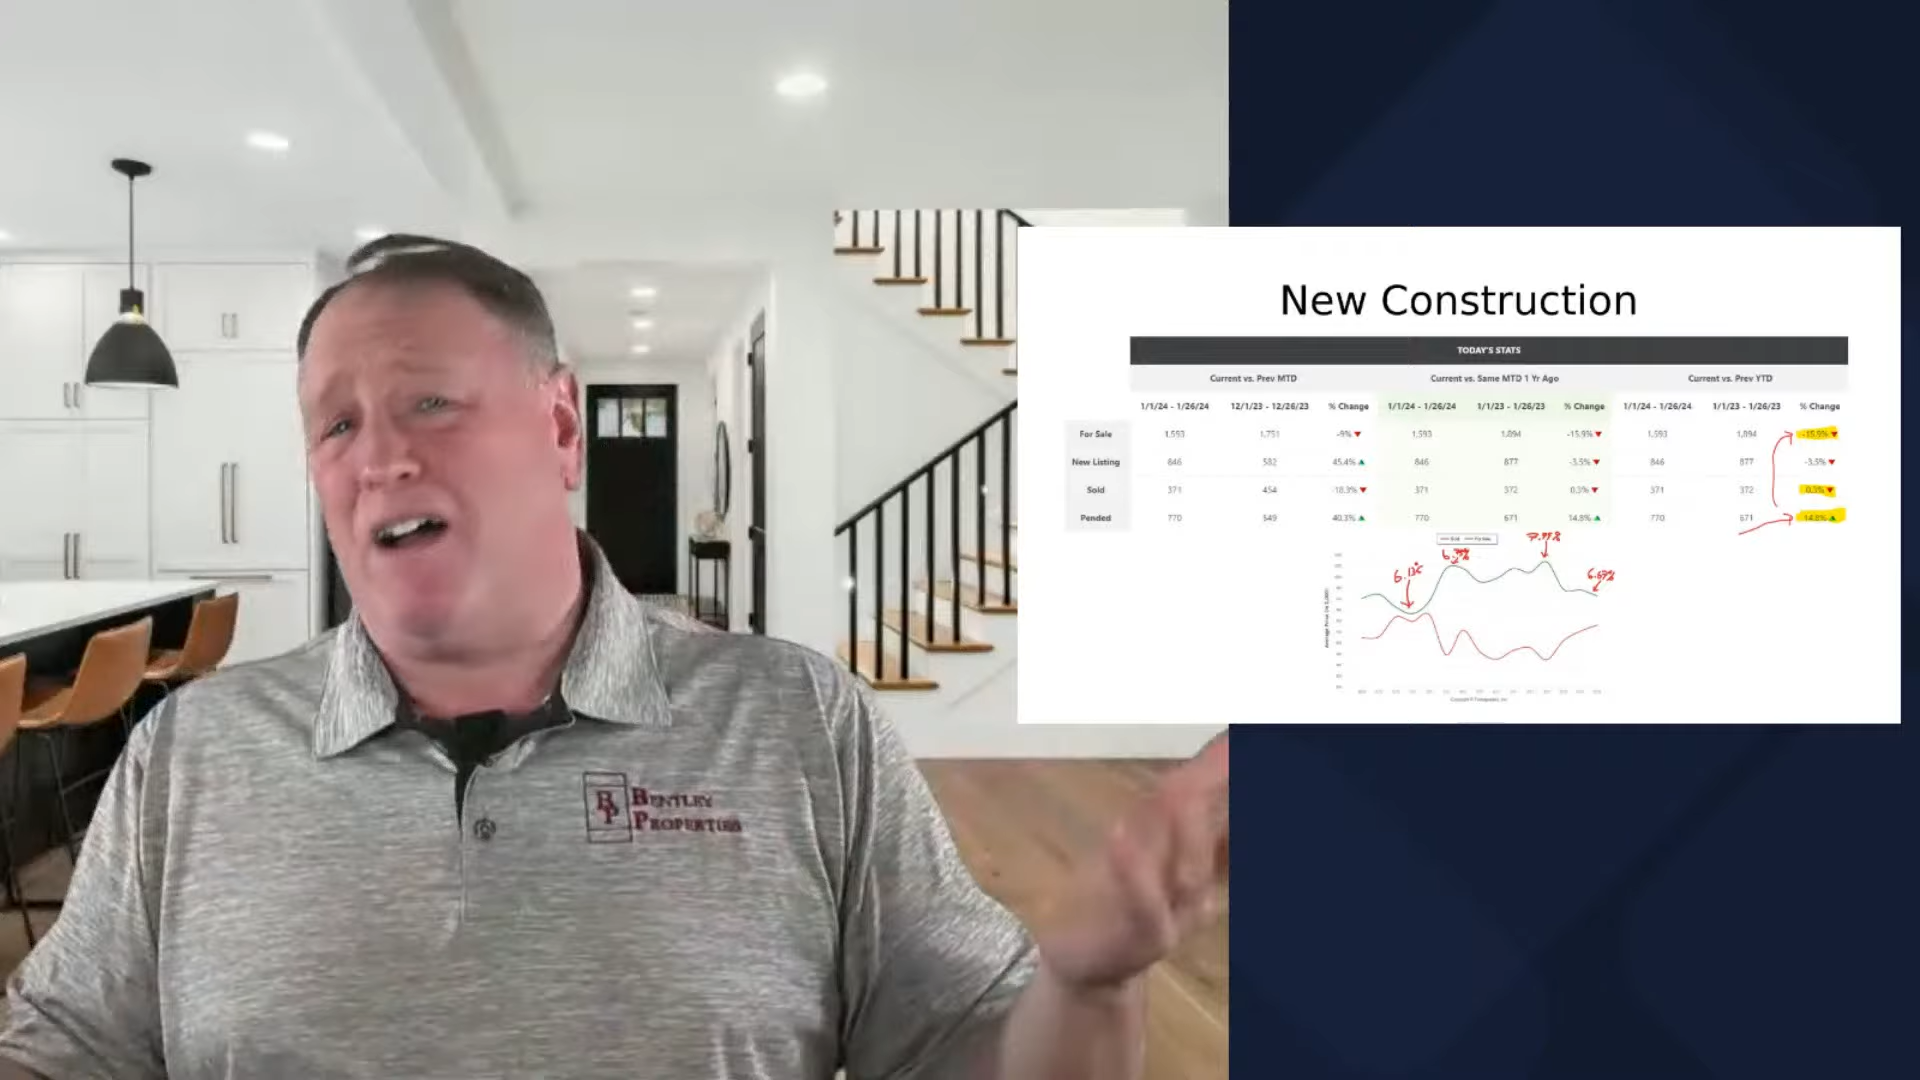 New Construction
TODAY'S STATS
Current vs. Prev MTD Current vs. Same MTD 1 Yr Ago Current vs. Prev YTD
1/1/24 - 1/26/24 12/1/23 - 12/26/23 % Change 1/1/24 - 1/26/24 1/1/23 - 1/26/23 % Change 1/1/24 - 1/26/24 1/1/23 - 1/26/23 % Change
For Sale 1,593 1,751 -9% 1,593 1,894 -15.9% 1,593 1,894 -15.9%
New Listing 846 582 45.4% 846 877 -3.5% 846 877 -3.5%
Sold 371 454 -18.3% 371 372 0.3% 371 372 0.3%
Pended 770 549 40.3% 770 671 14.8% 770 671 14.8%
6.67%
BP BENTLEY
PROPERTIES